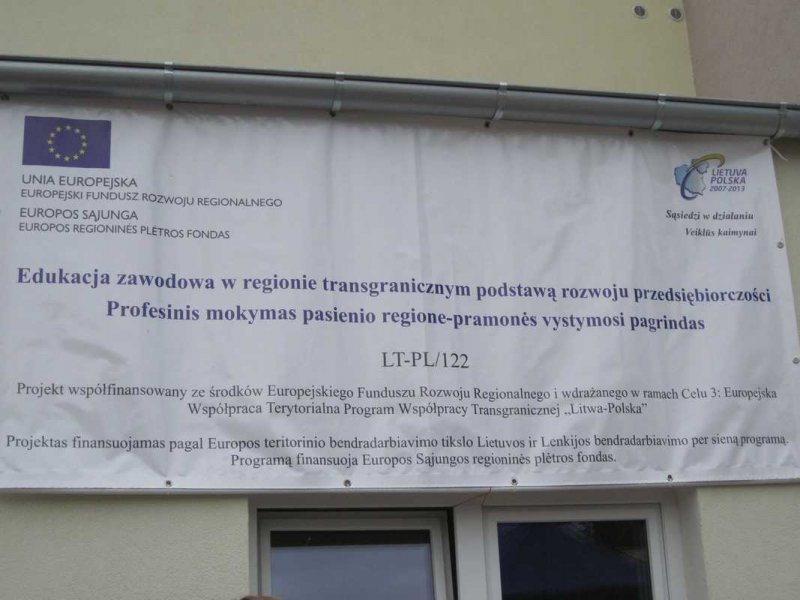 UNIA EUROPEJSKA
EUROPEJSKI FUNDUSZ ROZWOJU REGIONALNEGO
EUROPOS SĄJUNGA
EUROPOS REGIONINĖS PLĖTROS FONDAS
LIETUVA
POLSKA
2007-2013
Sąsiedzi w działaniu
Veiklūs kaimynai
Edukacja zawodowa w regionie transgranicznym podstawą rozwoju przedsiębiorczości
Profesinis mokymas pasienio regione-pramonės vystymosi pagrindas
LT-PL/122
Projekt współfinansowany ze środków Europejskiego Funduszu Rozwoju Regionalnego i wdrażanego w ramach Celu 3: Europejska
Współpraca Terytorialna Program Współpracy Transgranicznej „Litwa-Polska”
Projektas finansuojamas pagal Europos teritorinio bendradarbiavimo tikslo Lietuvos ir Lenkijos bendradarbiavimo per sieną programą.
Programą finansuoja Europos Sąjungos regioninės plėtros fondas.